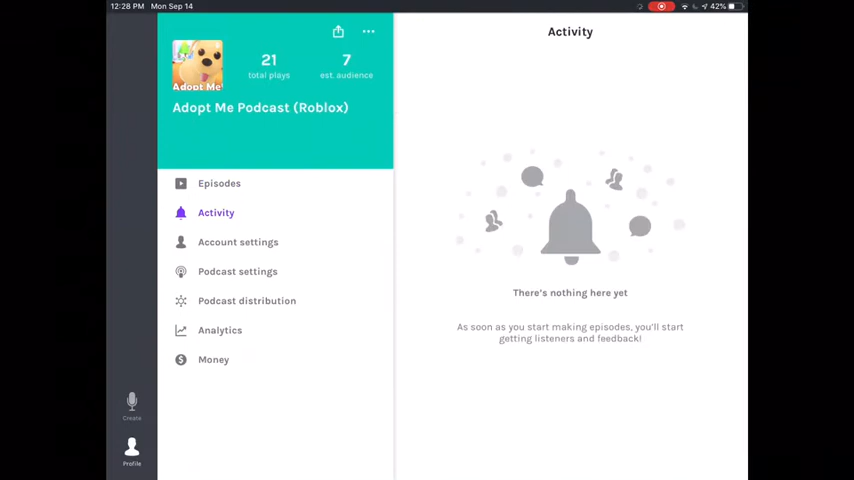 12:28 PM Mon Sep 14
42%
21
total plays
7
est. audience
Adopt Me!
Adopt Me Podcast (Roblox)
Episodes
Activity
Account settings
Podcast settings
Podcast distribution
Analytics
Money
Create
Profile
Activity
There's nothing here yet
As soon as you start making episodes, you'll start
getting listeners and feedback!